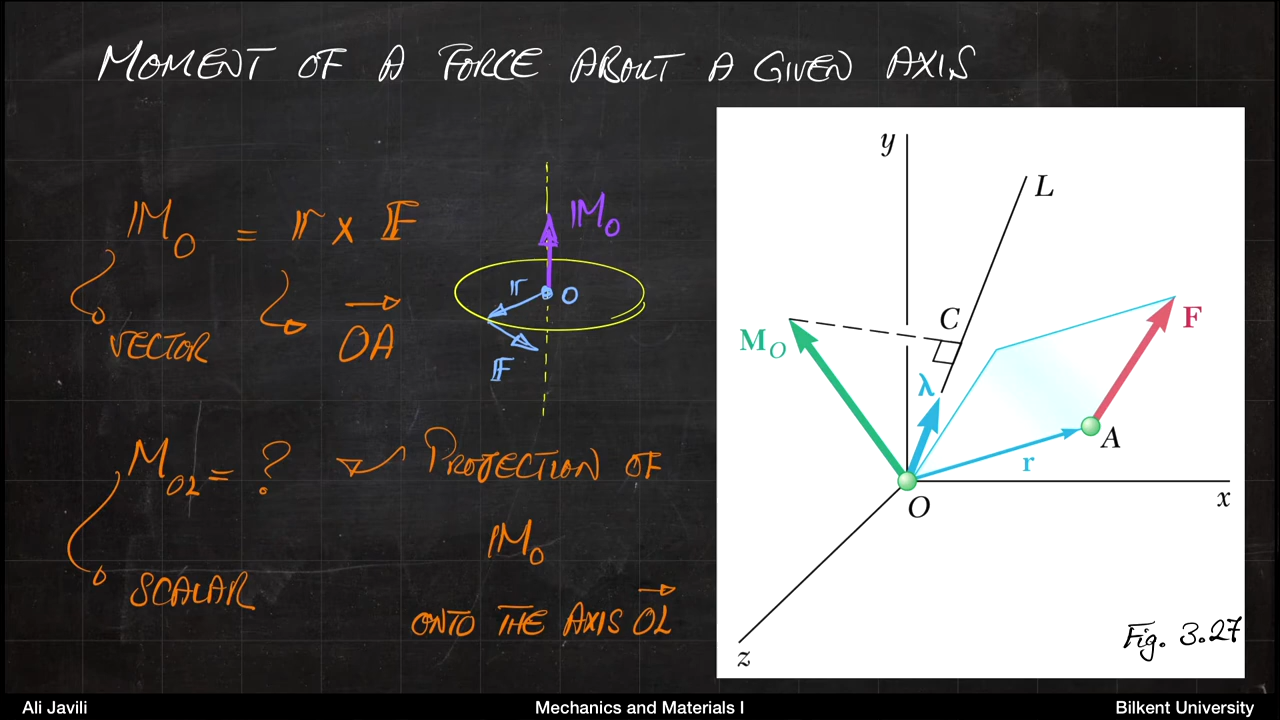 MOMENT OF A FORCE ABOUT A GIVEN AXIS
M_O = r × F
VECTOR
OA
M_O
r
O
F
M_OL = ?
PROJECTION OF
M_O
ONTO THE AXIS OL
SCALAR
y
L
C
F
M_O
λ
A
r
O
x
z
Fig. 3.27
Ali Javili
Mechanics and Materials I
Bilkent University